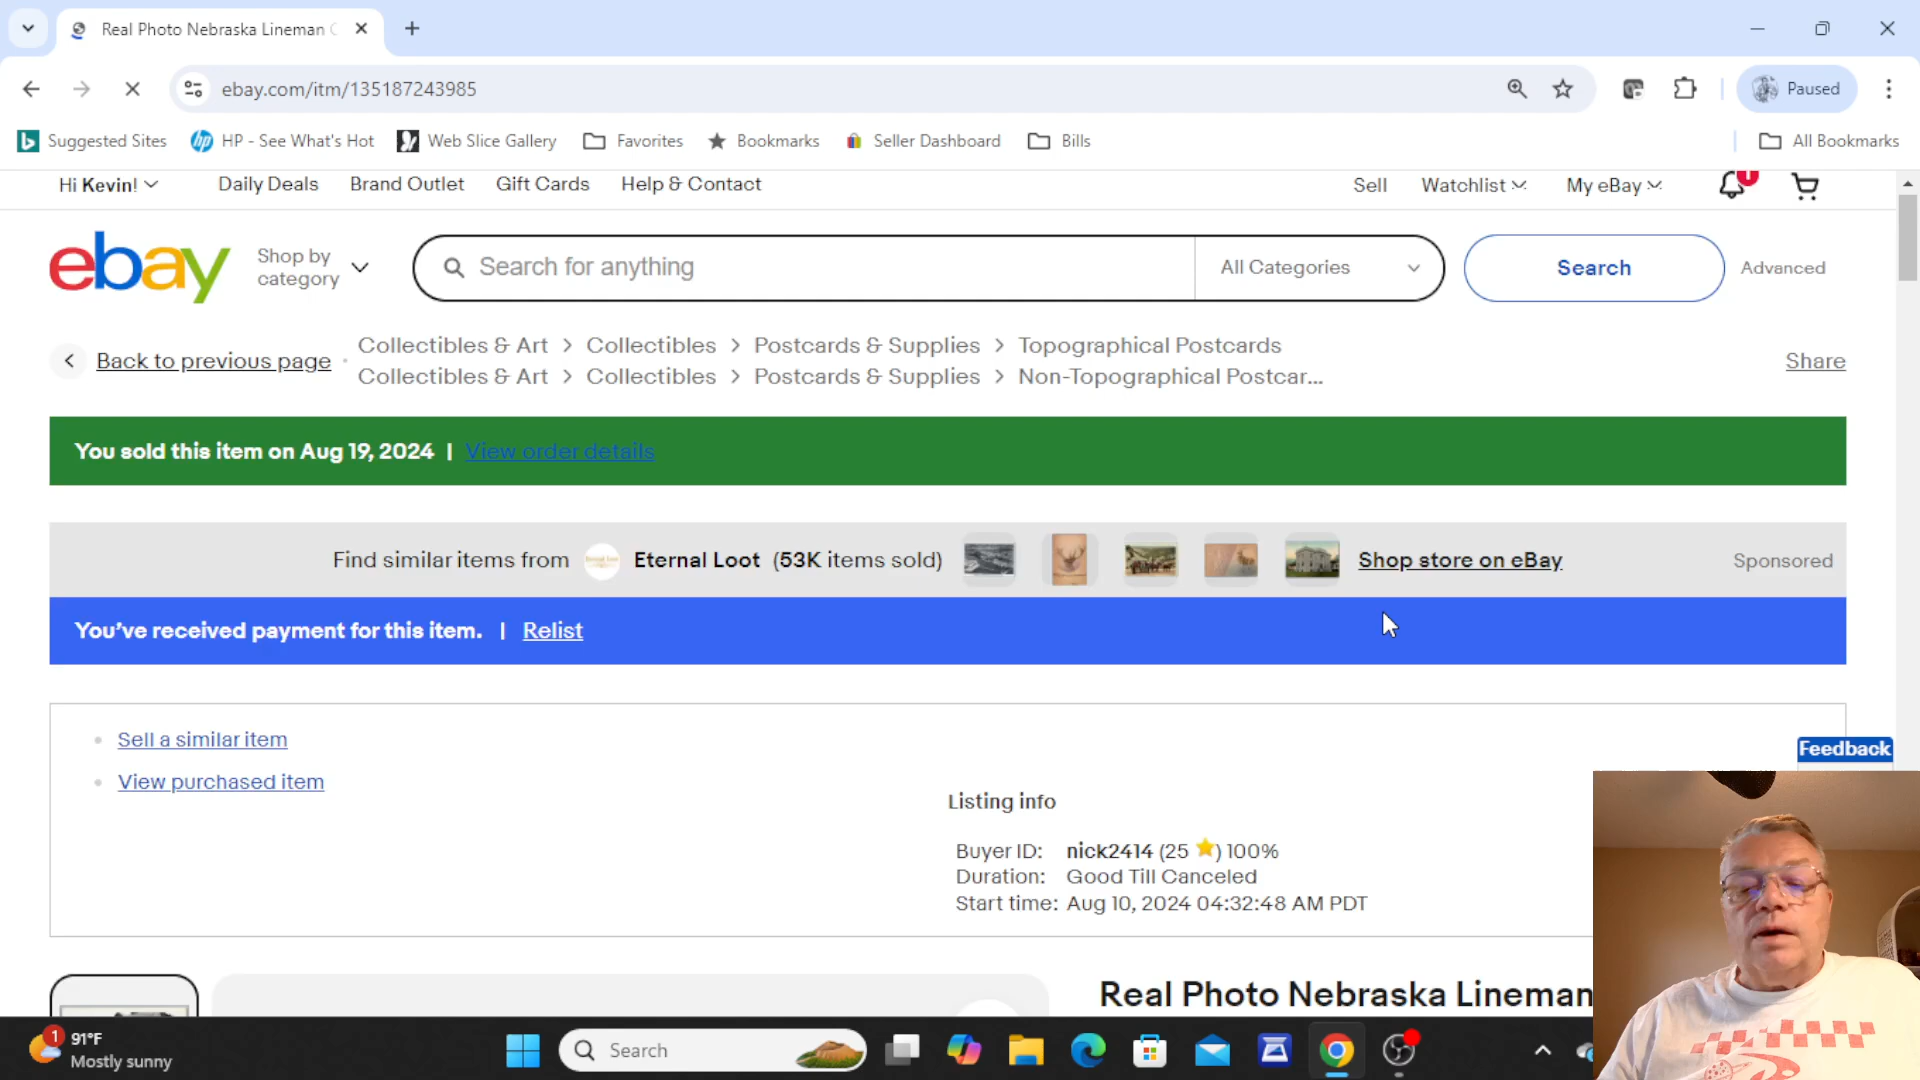 Real Photo Nebraska Lineman
ebay.com/itm/135187243985
Paused
Suggested Sites
HP - See What's Hot
Web Slice Gallery
Favorites
Bookmarks
Seller Dashboard
Bills
All Bookmarks
Hi Kevin!
Daily Deals
Brand Outlet
Gift Cards
Help & Contact
Sell
Watchlist
My eBay
1
ebay
Shop by
category
Search for anything
All Categories
Search
Advanced
Back to previous page
Collectibles & Art > Collectibles > Postcards & Supplies > Topographical Postcards
Collectibles & Art > Collectibles > Postcards & Supplies > Non-Topographical Postcar...
Share
You sold this item on Aug 19, 2024 | View order details
Find similar items from
Eternal Loot (53K items sold)
Shop store on eBay
Sponsored
You've received payment for this item. | Relist
Sell a similar item
View purchased item
Feedback
Listing info
Buyer ID: nick2414 (25 ) 100%
Duration: Good Till Canceled
Start time: Aug 10, 2024 04:32:48 AM PDT
Real Photo Nebraska Lineman
1
91°F
Mostly sunny
Search